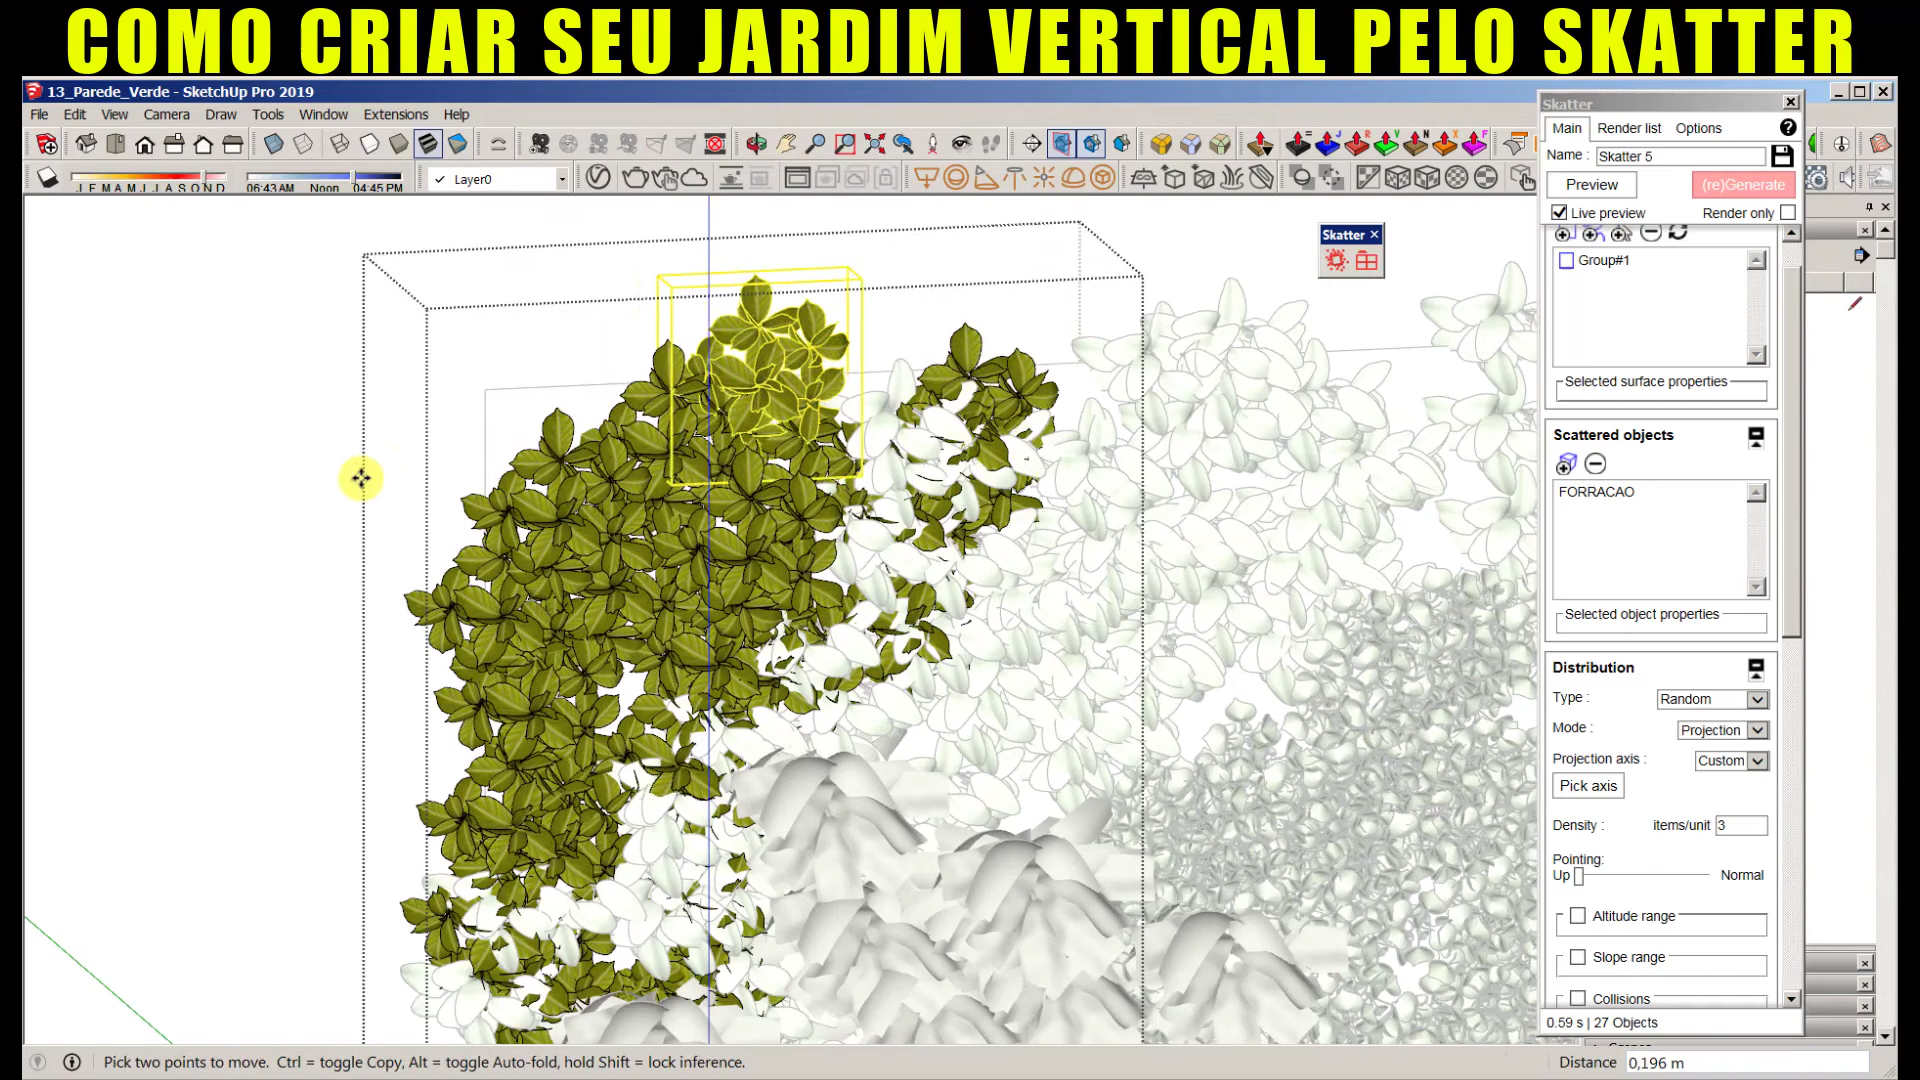 COMO CRIAR SEU JARDIM VERTICAL PELO SKATTER
13_Parede_Verde - SketchUp Pro 2019
File Edit View Camera Draw Tools Window Extensions Help
J F M A M J J A S O N D
06:43 AM Noon 04:45 PM
Layer0
Skatter
Skatter
Main Render list Options
Name : Skatter 5
Preview (re)Generate
Live preview Render only
Group#1
Selected surface properties
Scattered objects
FORRACAO
Selected object properties
Distribution
Type : Random
Mode : Projection
Projection axis : Custom
Pick axis
Density : items/unit 3
Pointing:
Up Normal
Altitude range
Slope range
Collisions
0.59 s | 27 Objects
Pick two points to move. Ctrl = toggle Copy, Alt = toggle Auto-fold, hold Shift = lock inference.
Distance 0,196 m